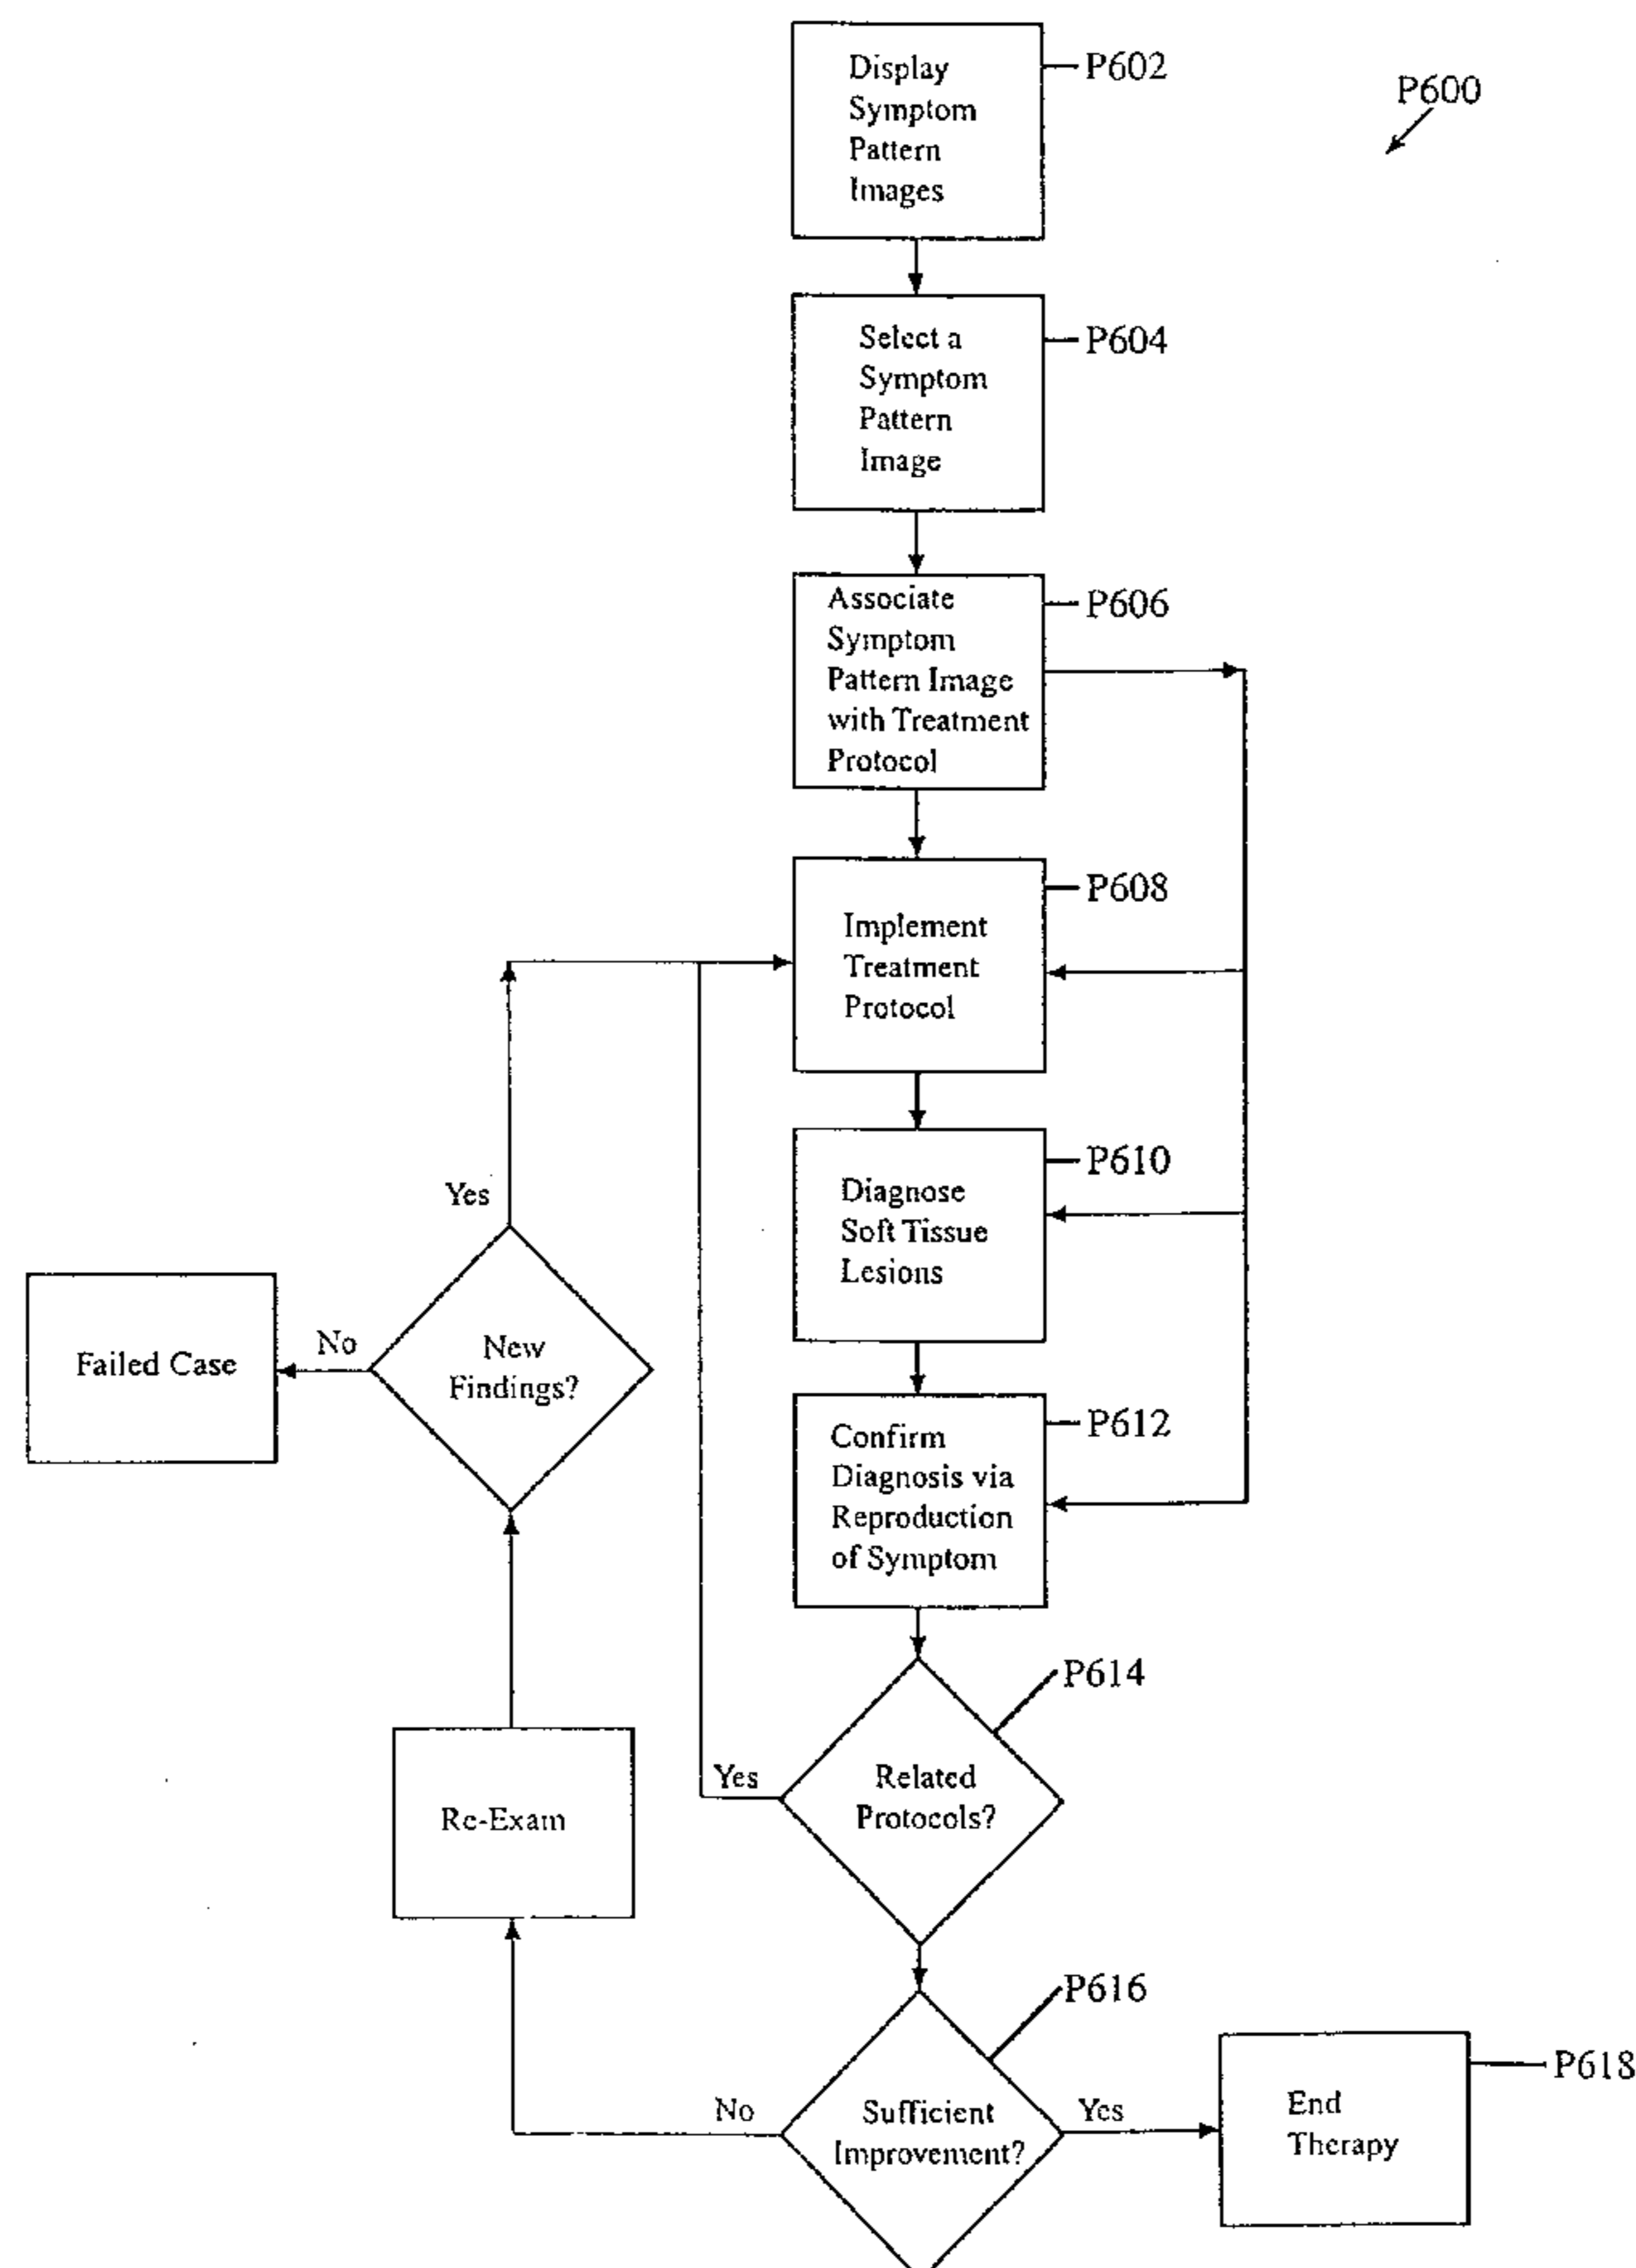 Display
Symptom
Pattern
Images
P602
P600
Select a
Symptom
Pattern
Image
P604
Associate
Symptom
Pattern Image
with Treatment
Protocol
P606
Implement
Treatment
Protocol
P608
Diagnose
Soft Tissue
Lesions
P610
Yes
New
Findings?
No
Failed Case
Confirm
Diagnosis via
Reproduction
of Symptom
P612
P614
Related
Protocols?
Yes
Re-Exam
P616
Sufficient
Improvement?
No
Yes
End
Therapy
P618